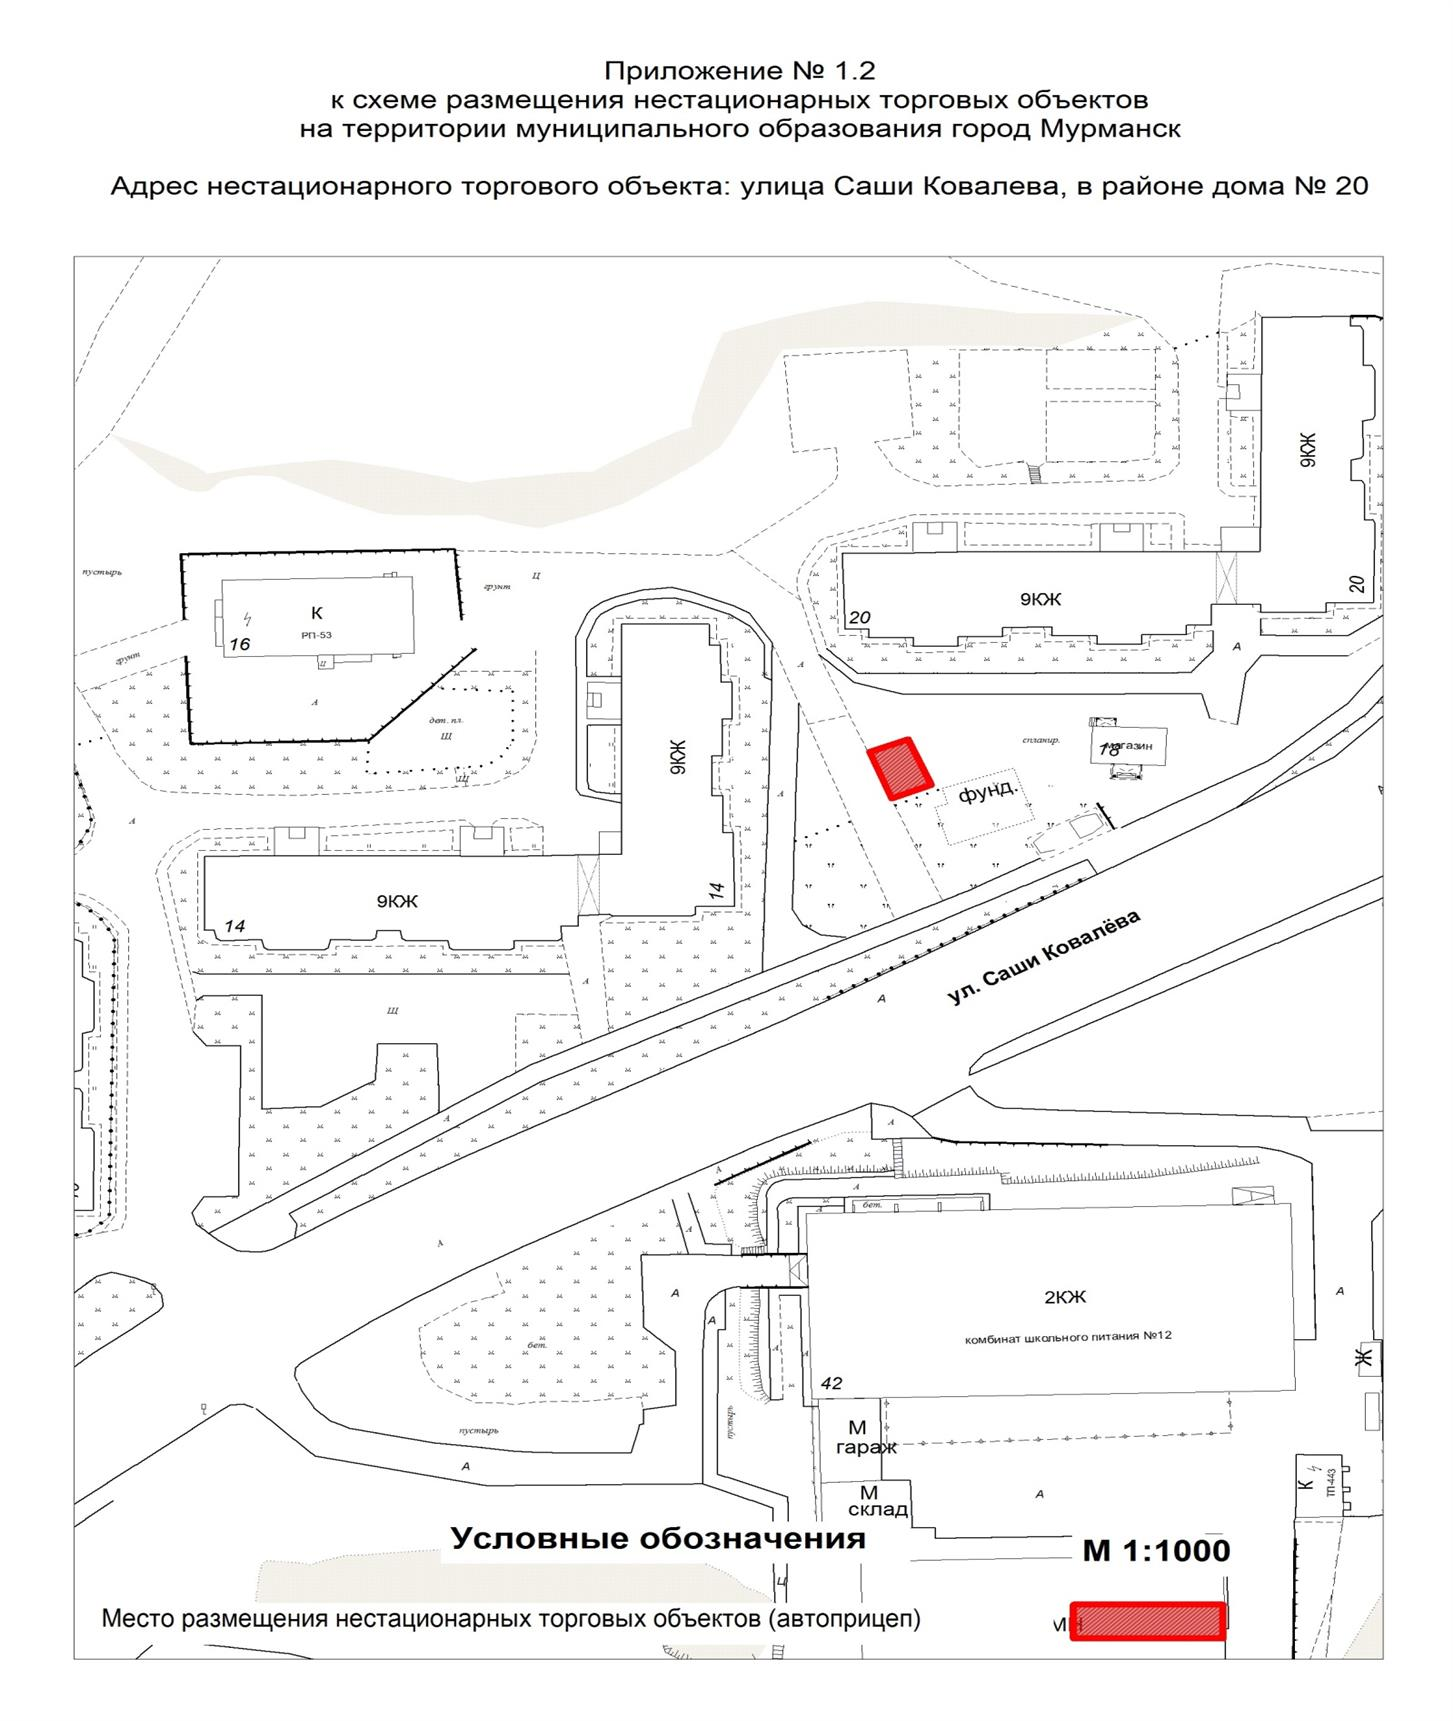 Приложение № 1.2
к схеме размещения нестационарных торговых объектов
на территории муниципального образования город Мурманск
Адрес нестационарного торгового объекта: улица Саши Ковалева, в районе дома № 20
9КЖ
пустырь
Ц
грунт
К
РП-53
16
Ц
грунт
9КЖ
20
20
А
А
А
дет. пл.
Щ
Щ
9КЖ
спланир.
магазин
18
фунд.
А
А
9КЖ
14
14
А
Щ
А
ул. Саши Ковалёва
А
А
А
А
бет.
А
А
А
А
2КЖ
комбинат школьного питания №12
42
А
А
А
А
бет.
Ж
пустырь
пустырь
А
М
гараж
М
склад
А
К
ТП-443
Условные обозначения
М 1:1000
Ц
Место размещения нестационарных торговых объектов (автоприцеп)